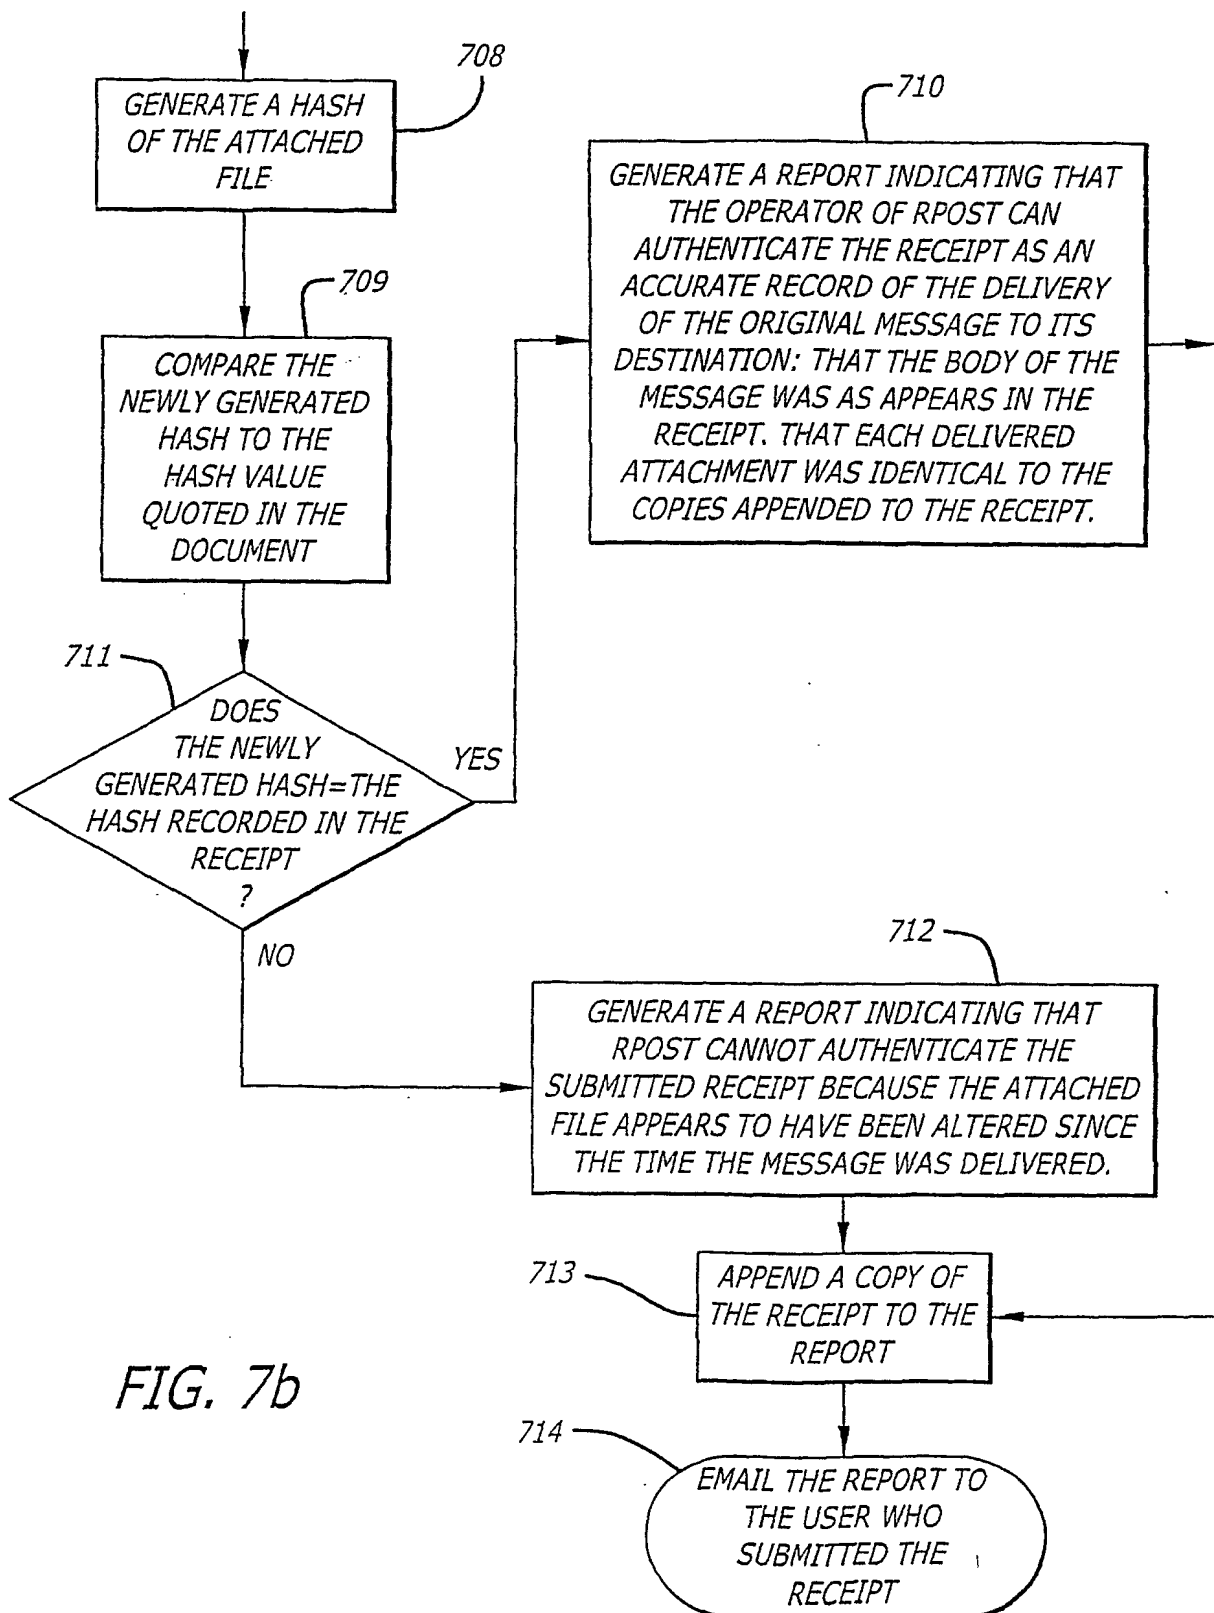 708
GENERATE A HASH
OF THE ATTACHED
FILE
709
COMPARE THE
NEWLY GENERATED
HASH TO THE
HASH VALUE
QUOTED IN THE
DOCUMENT
711
DOES
THE NEWLY
GENERATED HASH=THE
HASH RECORDED IN THE
RECEIPT
?
YES
NO
710
GENERATE A REPORT INDICATING THAT
THE OPERATOR OF RPOST CAN
AUTHENTICATE THE RECEIPT AS AN
ACCURATE RECORD OF THE DELIVERY
OF THE ORIGINAL MESSAGE TO ITS
DESTINATION: THAT THE BODY OF THE
MESSAGE WAS AS APPEARS IN THE
RECEIPT. THAT EACH DELIVERED
ATTACHMENT WAS IDENTICAL TO THE
COPIES APPENDED TO THE RECEIPT.
712
GENERATE A REPORT INDICATING THAT
RPOST CANNOT AUTHENTICATE THE
SUBMITTED RECEIPT BECAUSE THE ATTACHED
FILE APPEARS TO HAVE BEEN ALTERED SINCE
THE TIME THE MESSAGE WAS DELIVERED.
713
APPEND A COPY OF
THE RECEIPT TO THE
REPORT
714
EMAIL THE REPORT TO
THE USER WHO
SUBMITTED THE
RECEIPT
FIG. 7b